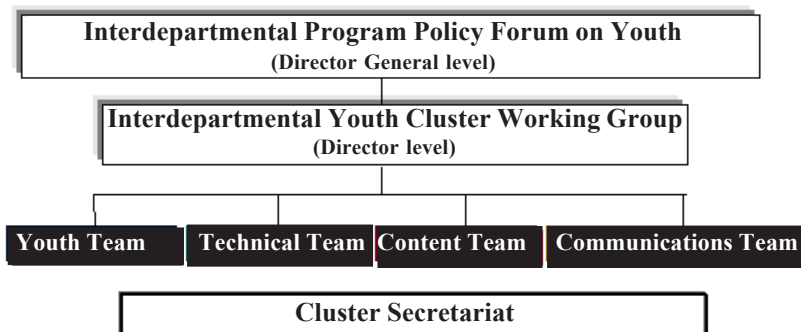 Interdepartmental Program Policy Forum on Youth
(Director General level)
Interdepartmental Youth Cluster Working Group
(Director level)
Youth Team Technical Team Content Team Communications Team
Cluster Secretariat